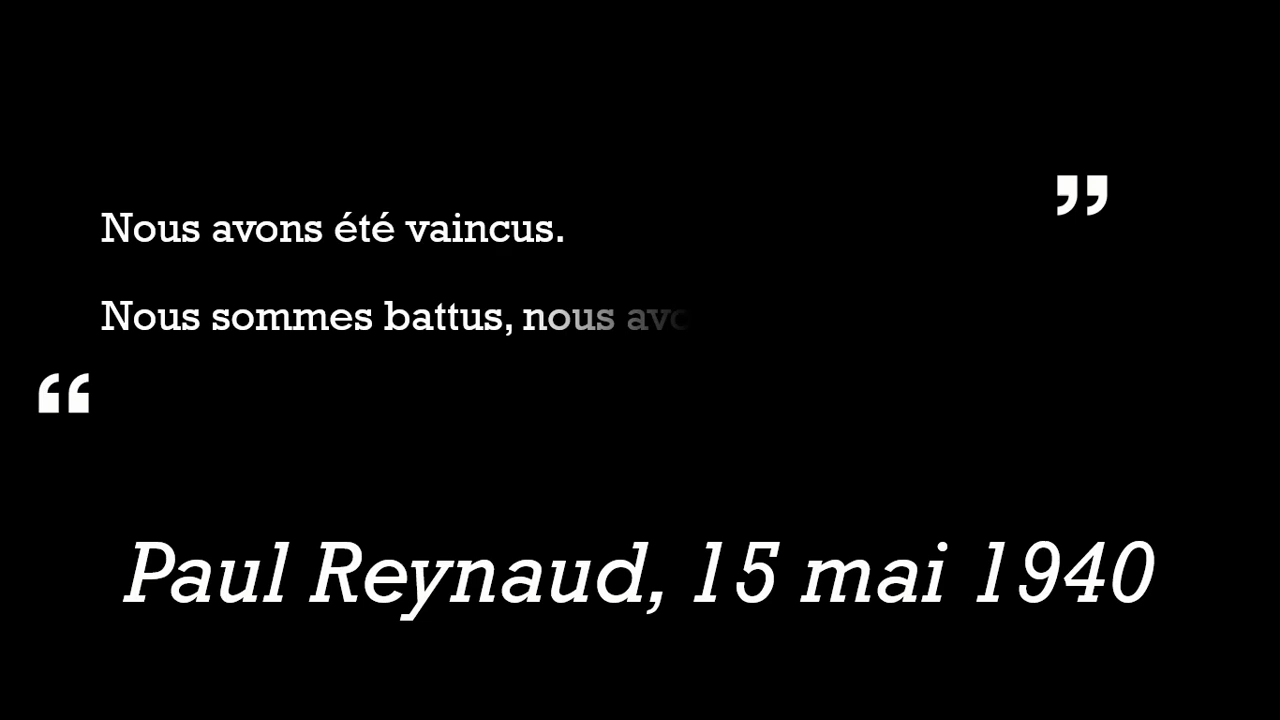 ”
Nous avons été vaincus.
Nous sommes battus, nous avo
“
Paul Reynaud, 15 mai 1940